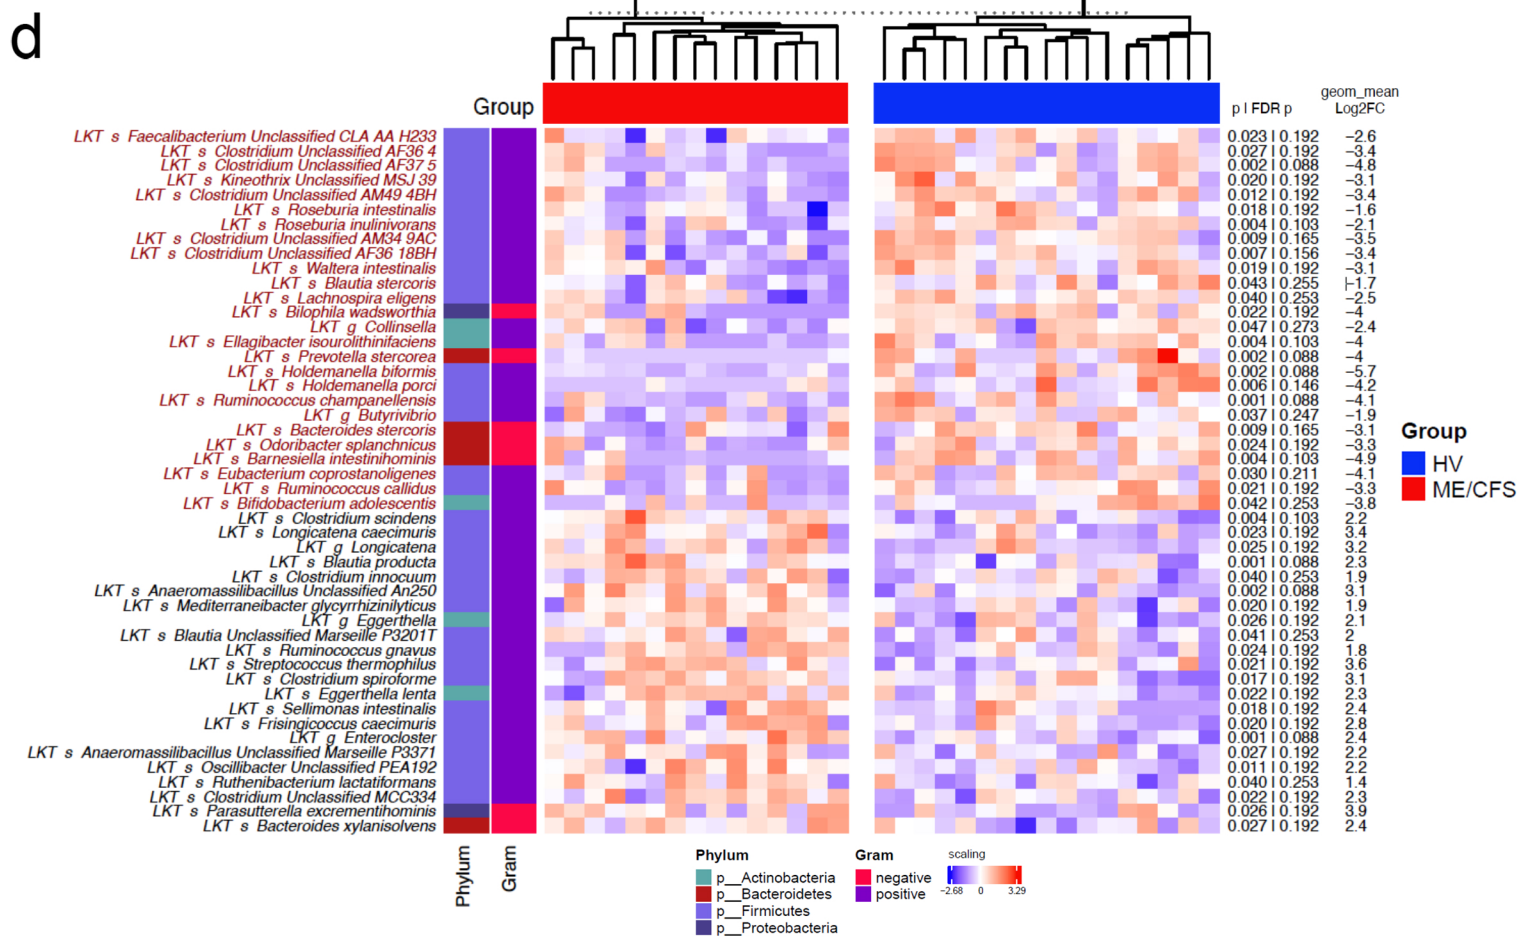 d
Group
p | FDR p
geom_mean
Log2FC
LKT s Faecalibacterium Unclassified CLA AA H233 0.023 | 0.192 −2.6
LKT s Clostridium Unclassified AF36 4 0.027 | 0.192 −3.4
LKT s Clostridium Unclassified AF37 5 0.002 | 0.088 −4.8
LKT s Kineothrix Unclassified MSJ 39 0.020 | 0.192 −3.1
LKT s Clostridium Unclassified AM49 4BH 0.012 | 0.192 −3.4
LKT s Roseburia intestinalis 0.018 | 0.192 −1.6
LKT s Roseburia inulinivorans 0.004 | 0.103 −2.1
LKT s Clostridium Unclassified AM34 9AC 0.009 | 0.165 −3.5
LKT s Clostridium Unclassified AF36 18BH 0.007 | 0.156 −3.4
LKT s Waltera intestinalis 0.019 | 0.192 −3.1
LKT s Blautia stercoris 0.043 | 0.255 −1.7
LKT s Lachnospira eligens 0.040 | 0.253 −2.5
LKT s Bilophila wadsworthia 0.022 | 0.192 −4
LKT g Collinsella 0.047 | 0.273 −2.4
LKT s Ellagibacter isourolithinifaciens 0.004 | 0.103 −4
LKT s Prevotella stercorea 0.002 | 0.088 −4
LKT s Holdemanella biformis 0.002 | 0.088 −5.7
LKT s Holdemanella porci 0.006 | 0.146 −4.2
LKT s Ruminococcus champanellensis 0.001 | 0.088 −4.1
LKT g Butyrivibrio 0.037 | 0.247 −1.9
LKT s Bacteroides stercoris 0.009 | 0.165 −3.1
LKT s Odoribacter splanchnicus 0.024 | 0.192 −3.3
LKT s Barnesiella intestinihominis 0.004 | 0.103 −4.9
LKT s Eubacterium coprostanoligenes 0.030 | 0.211 −4.1
LKT s Ruminococcus callidus 0.021 | 0.192 −3.3
LKT s Bifidobacterium adolescentis 0.042 | 0.253 −3.8
LKT s Clostridium scindens 0.004 | 0.103 2.2
LKT s Longicatena caecimuris 0.023 | 0.192 3.4
LKT g Longicatena 0.025 | 0.192 3.2
LKT s Blautia producta 0.001 | 0.088 2.3
LKT s Clostridium innocuum 0.040 | 0.253 1.9
LKT s Anaeromassilibacillus Unclassified An250 0.002 | 0.088 3.1
LKT s Mediterraneibacter glycyrrhizinilyticus 0.020 | 0.192 1.9
LKT g Eggerthella 0.026 | 0.192 2.1
LKT s Blautia Unclassified Marseille P3201T 0.041 | 0.253 2
LKT s Ruminococcus gnavus 0.024 | 0.192 1.8
LKT s Streptococcus thermophilus 0.021 | 0.192 3.6
LKT s Clostridium spiroforme 0.017 | 0.192 3.1
LKT s Eggerthella lenta 0.022 | 0.192 2.3
LKT s Sellimonas intestinalis 0.018 | 0.192 2.4
LKT s Frisingicoccus caecimuris 0.020 | 0.192 2.8
LKT g Enterocloster 0.001 | 0.088 2.4
LKT s Anaeromassilibacillus Unclassified Marseille P3371 0.027 | 0.192 2.2
LKT s Oscillibacter Unclassified PEA192 0.011 | 0.192 2.2
LKT s Ruthenibacterium lactatiformans 0.040 | 0.253 1.4
LKT s Clostridium Unclassified MCC334 0.022 | 0.192 2.3
LKT s Parasutterella excrementihominis 0.026 | 0.192 3.9
LKT s Bacteroides xylanisolvens 0.027 | 0.192 2.4
Group
HV
ME/CFS
Phylum
Gram
Phylum
p__Actinobacteria
p__Bacteroidetes
p__Firmicutes
p__Proteobacteria
Gram
negative
positive
scaling
−2.68 0 3.29